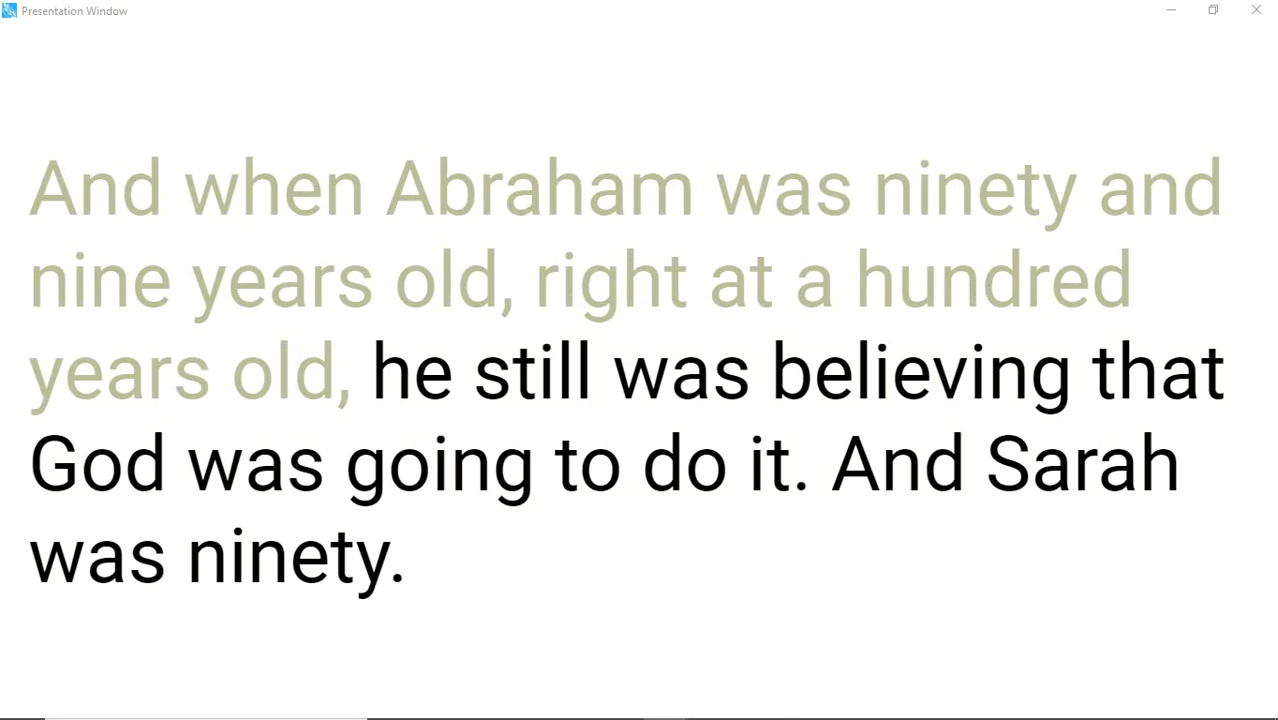 Presentation Window
And when Abraham was ninety and
nine years old, right at a hundred
years old, he still was believing that
God was going to do it. And Sarah
was ninety.